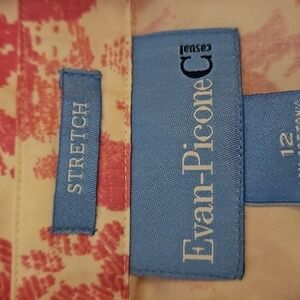 STRETCH
Evan-Picone
casual
12